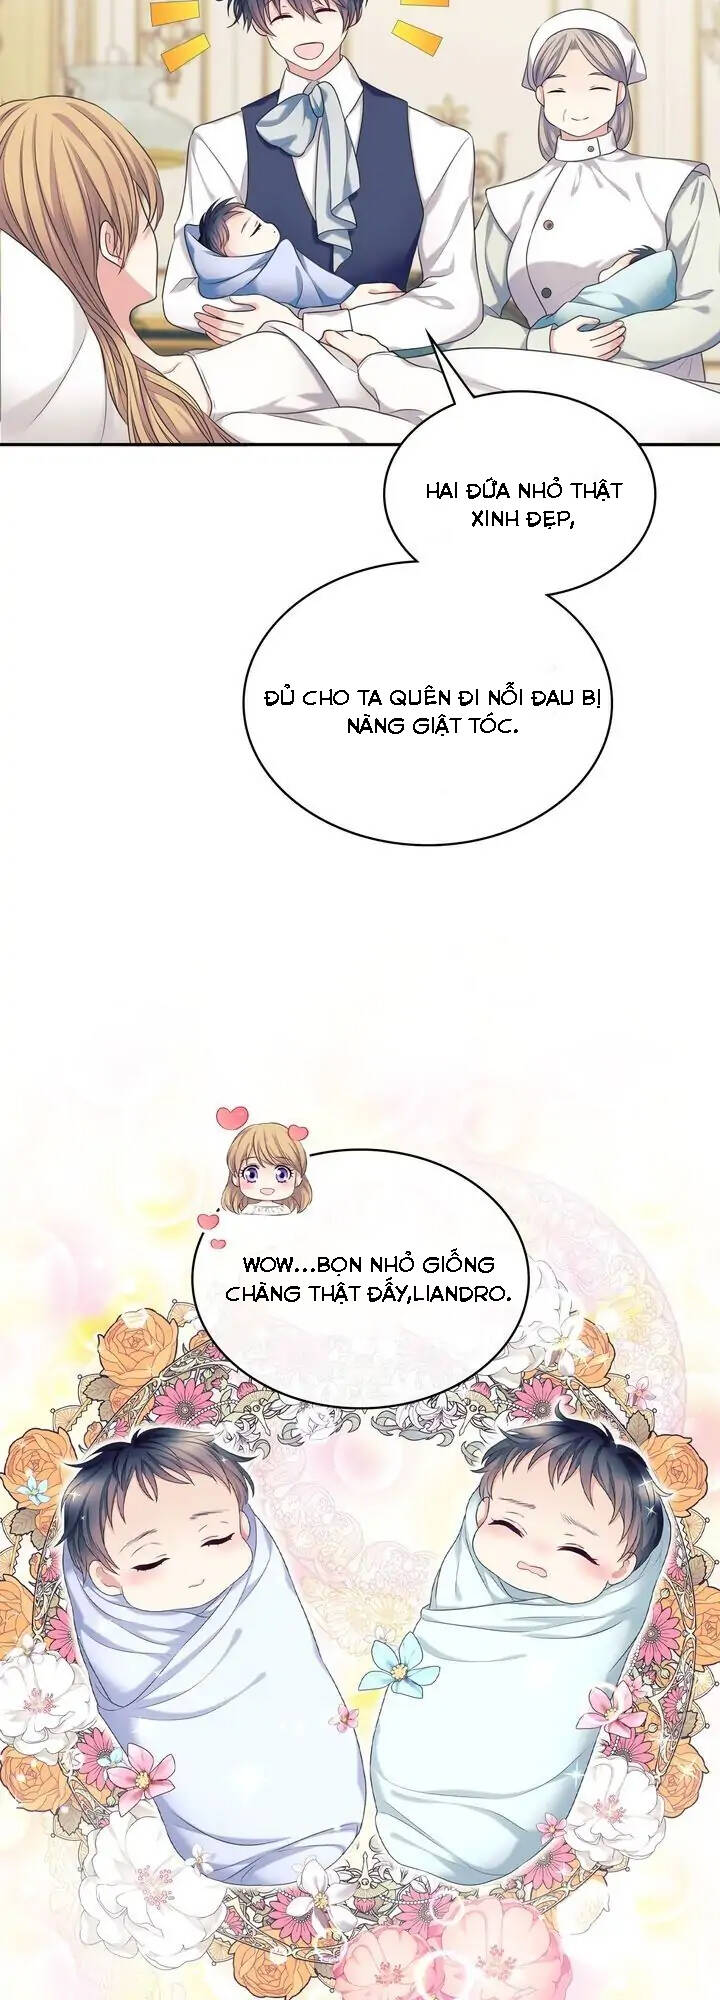 HAI ĐỨA NHỎ THẬT
XINH ĐẸP,
ĐỦ CHO TA QUÊN ĐI NỖI ĐAU BỊ
NÀNG GIẬT TÓC.
WOW...BỌN NHỎ GIỐNG
CHÀNG THẬT ĐẤY,LIANDRO.